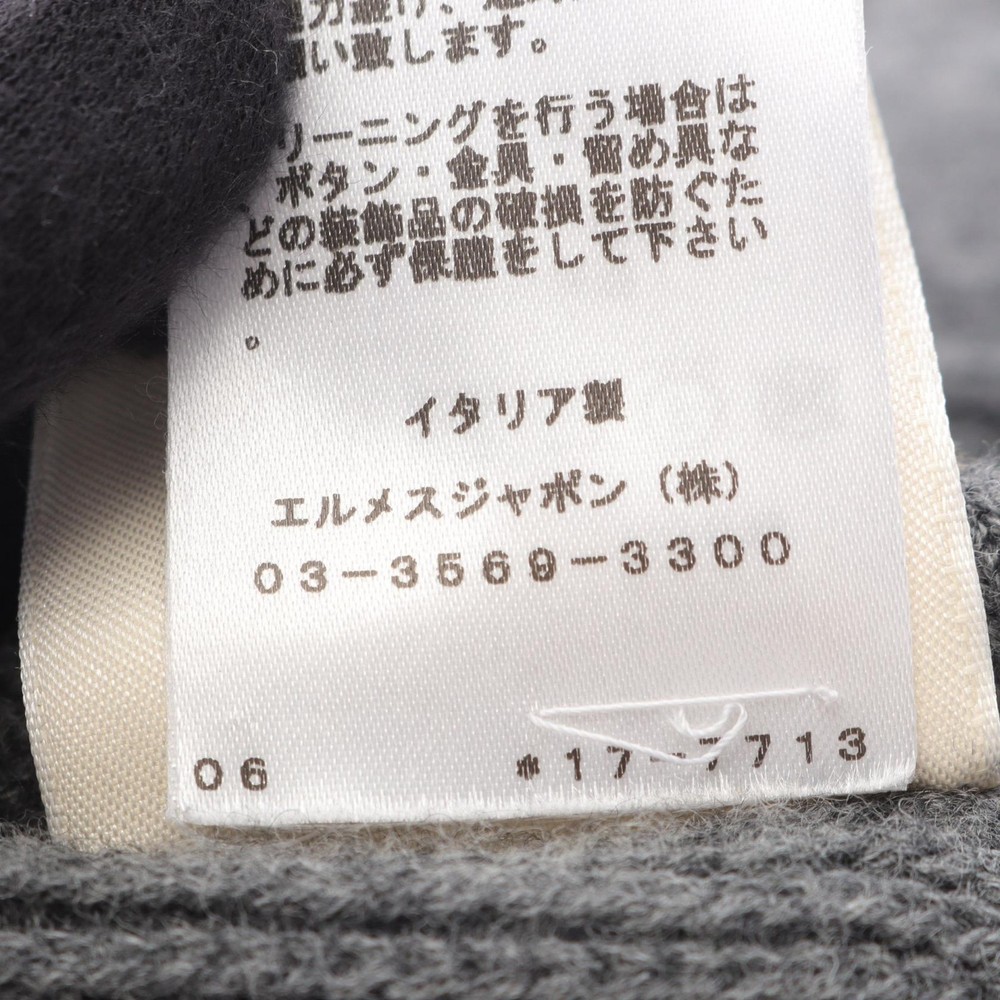 い致します。
リーニングを行う場合は
ボタン・金具・留め具な
どの装飾品の破損を防ぐた
めに必ず保護をして下さい
。
イタリア製
エルメスジャポン（株）
03-3569-3300
06 *17-7713